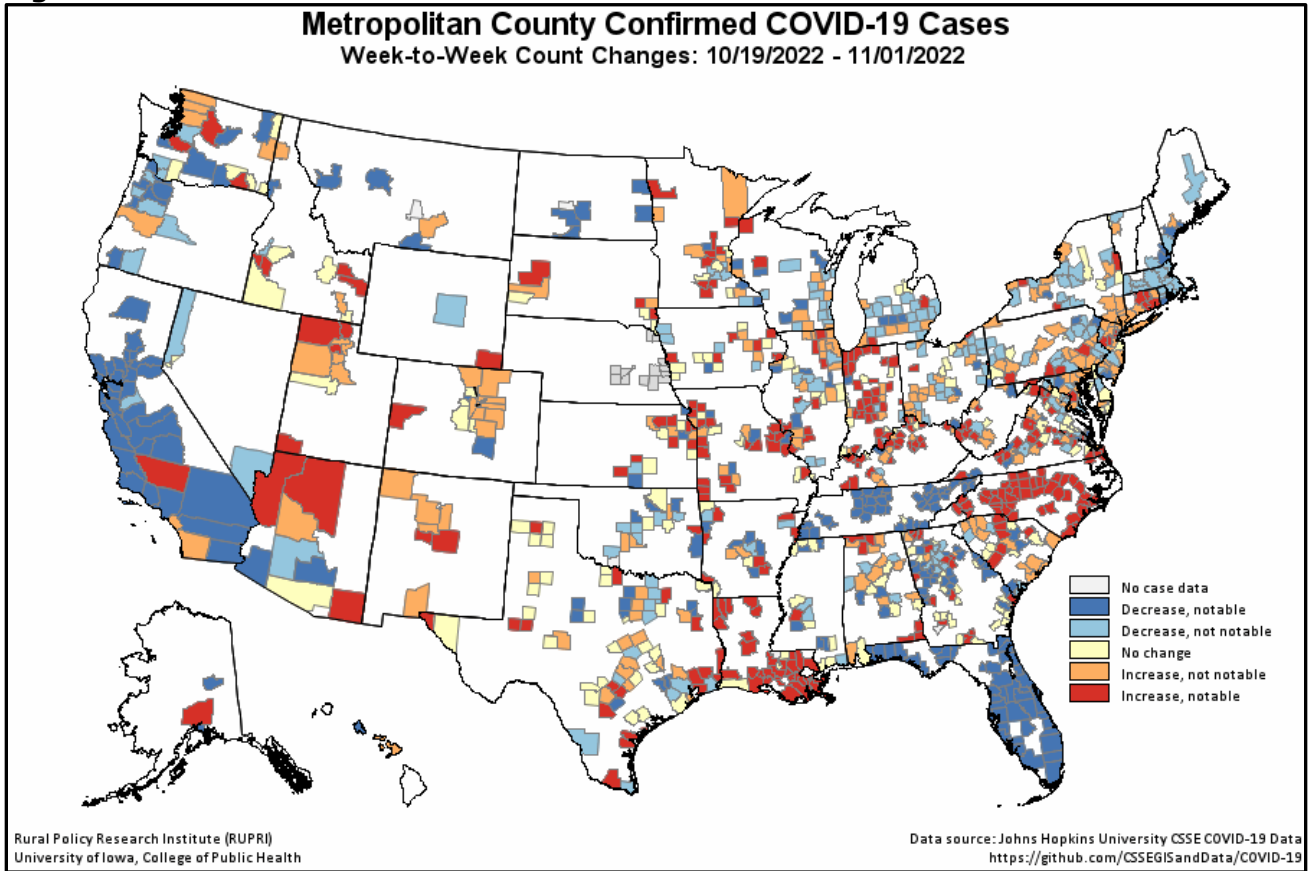 Metropolitan County Confirmed COVID-19 Cases
Week-to-Week Count Changes: 10/19/2022 - 11/01/2022
No case data
Decrease, notable
Decrease, not notable
No change
Increase, not notable
Increase, notable
Rural Policy Research Institute (RUPRI)
University of Iowa, College of Public Health
Data source: Johns Hopkins University CSSE COVID-19 Data
https://github.com/CSSEGISandData/COVID-19